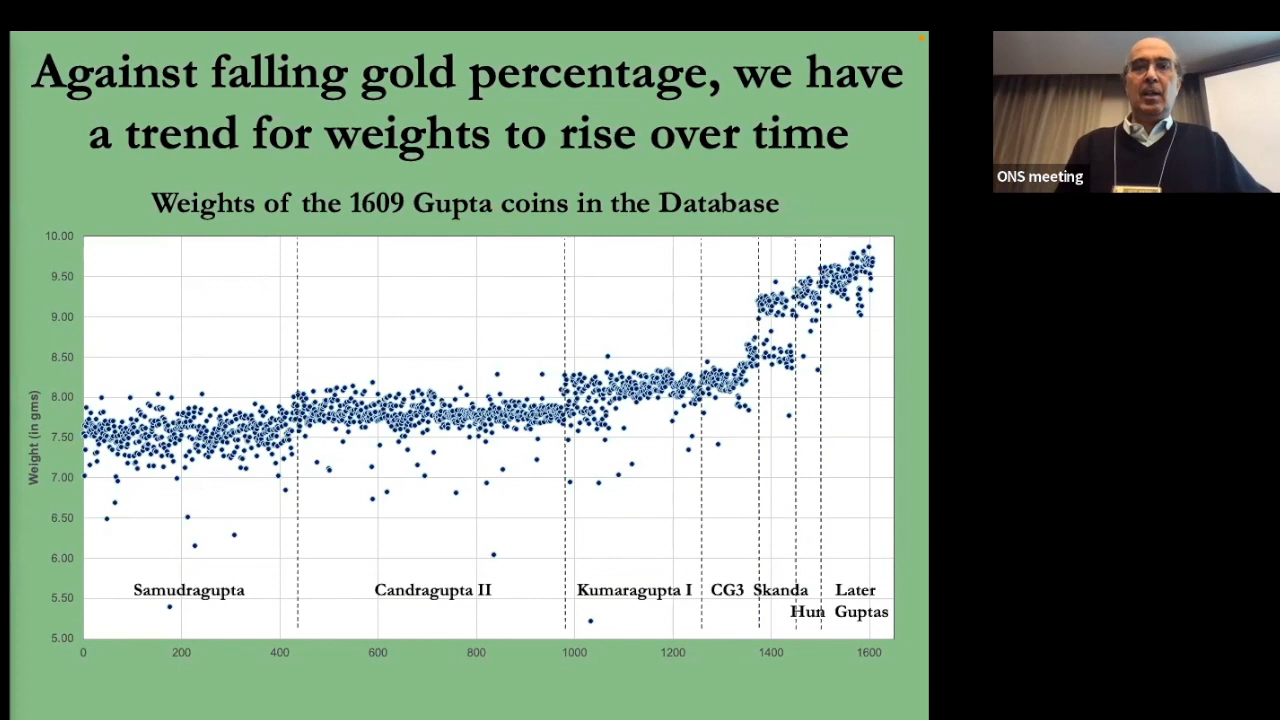 Against falling gold percentage, we have
a trend for weights to rise over time
ONS meeting
Weights of the 1609 Gupta coins in the Database
10.00
9.50
9.00
8.50
8.00
7.50
7.00
6.50
6.00
5.50
5.00
Weight (in gms)
Samudragupta Candragupta II Kumaragupta I CG3 Skanda Later
Hun Guptas
0 200 400 600 800 1000 1200 1400 1600